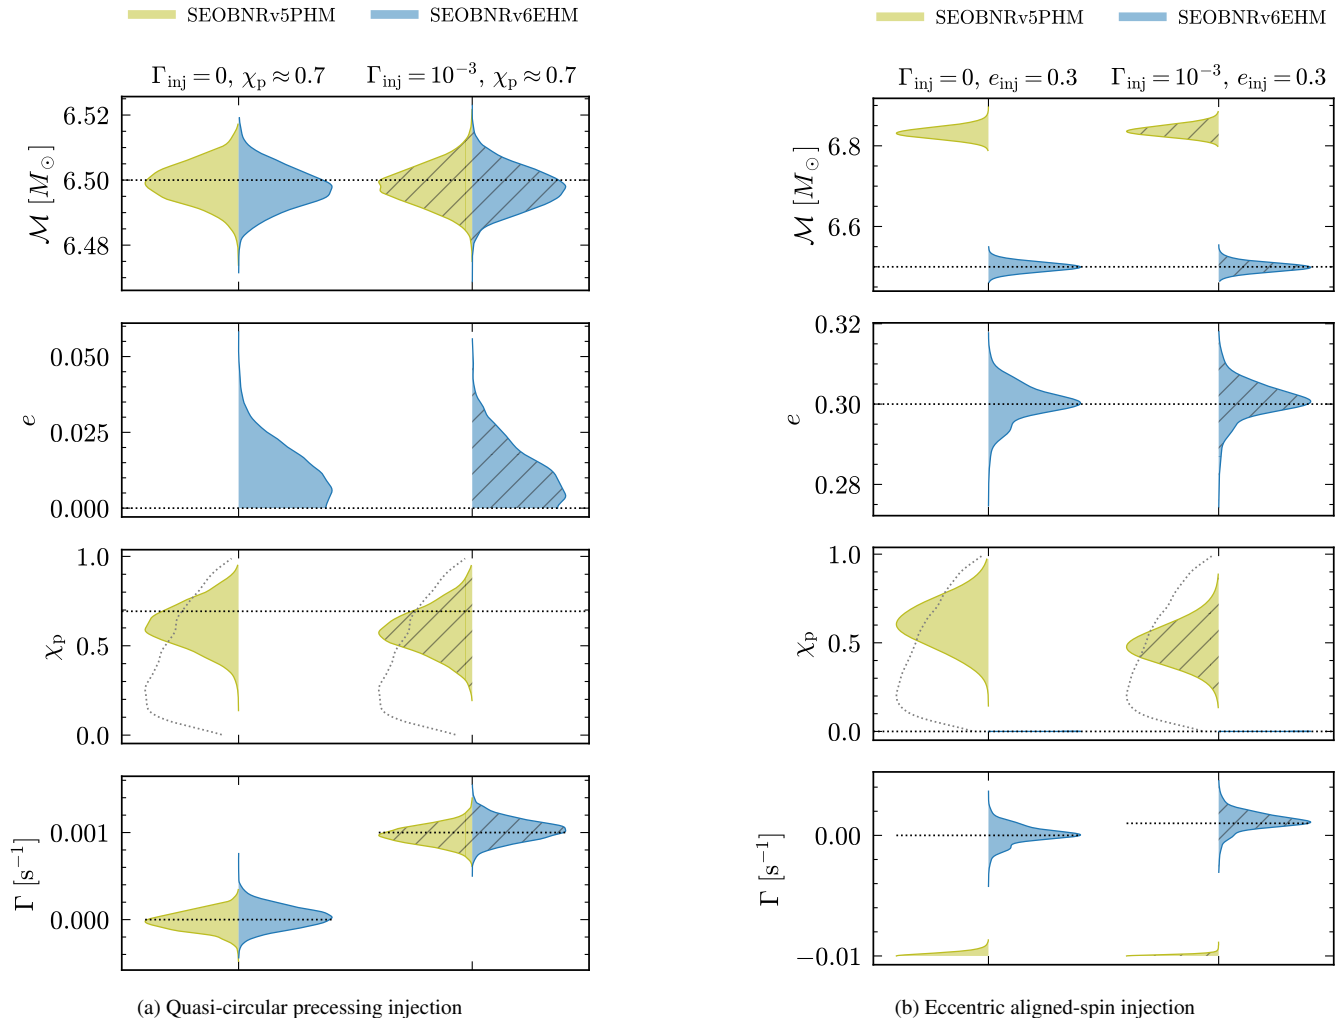 SEOBNRv5PHM SEOBNRv6EHM
Γinj = 0, χp ≈ 0.7 Γinj = 10⁻³, χp ≈ 0.7
6.52
6.50
6.48
ℳ [M⊙]
0.050
0.025
0.000
e
1.0
0.5
0.0
χp
0.001
0.000
Γ [s⁻¹]
(a) Quasi-circular precessing injection
SEOBNRv5PHM SEOBNRv6EHM
Γinj = 0, einj = 0.3 Γinj = 10⁻³, einj = 0.3
6.8
6.6
ℳ [M⊙]
0.32
0.30
0.28
e
1.0
0.5
0.0
χp
0.00
−0.01
Γ [s⁻¹]
(b) Eccentric aligned-spin injection